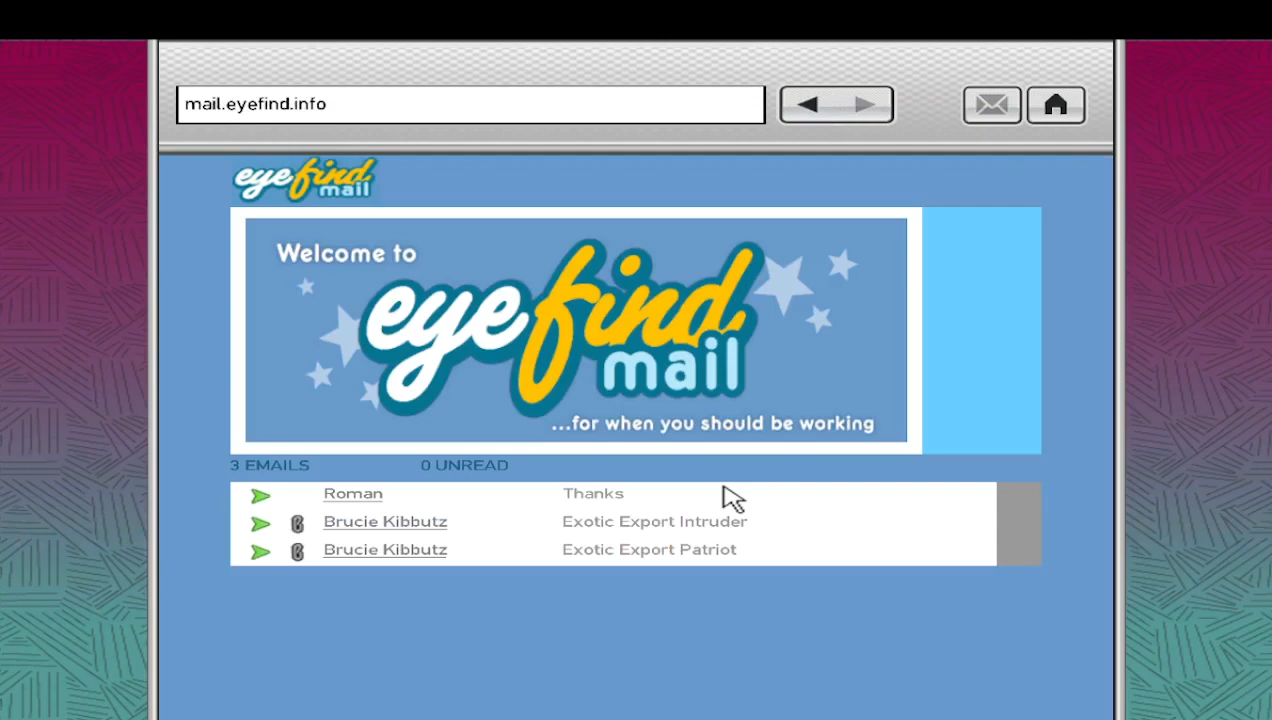 mail.eyefind.info
eyefind mail
Welcome to
eyefind
mail
...for when you should be working
3 EMAILS 0 UNREAD
Roman Thanks
Brucie Kibbutz Exotic Export Intruder
Brucie Kibbutz Exotic Export Patriot